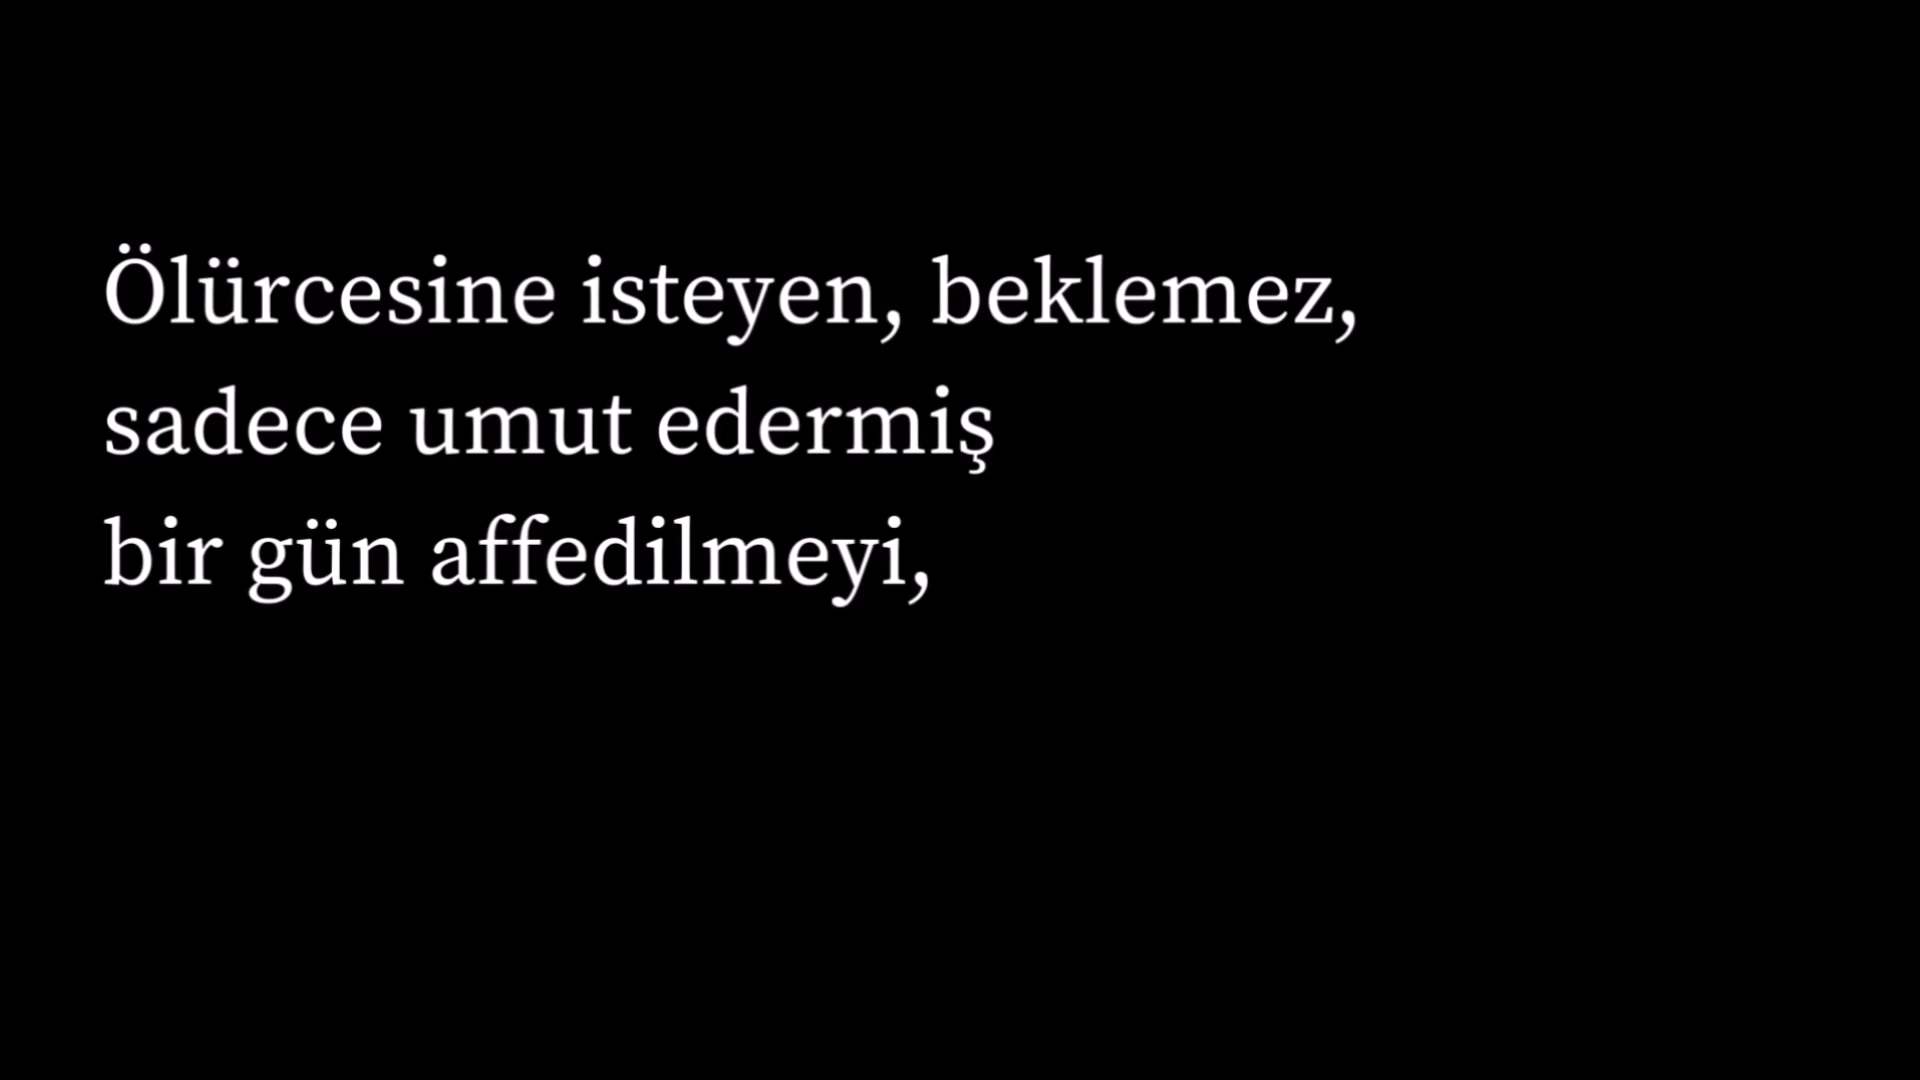 Ölürcesine isteyen, beklemez,
sadece umut edermiş
bir gün affedilmeyi,